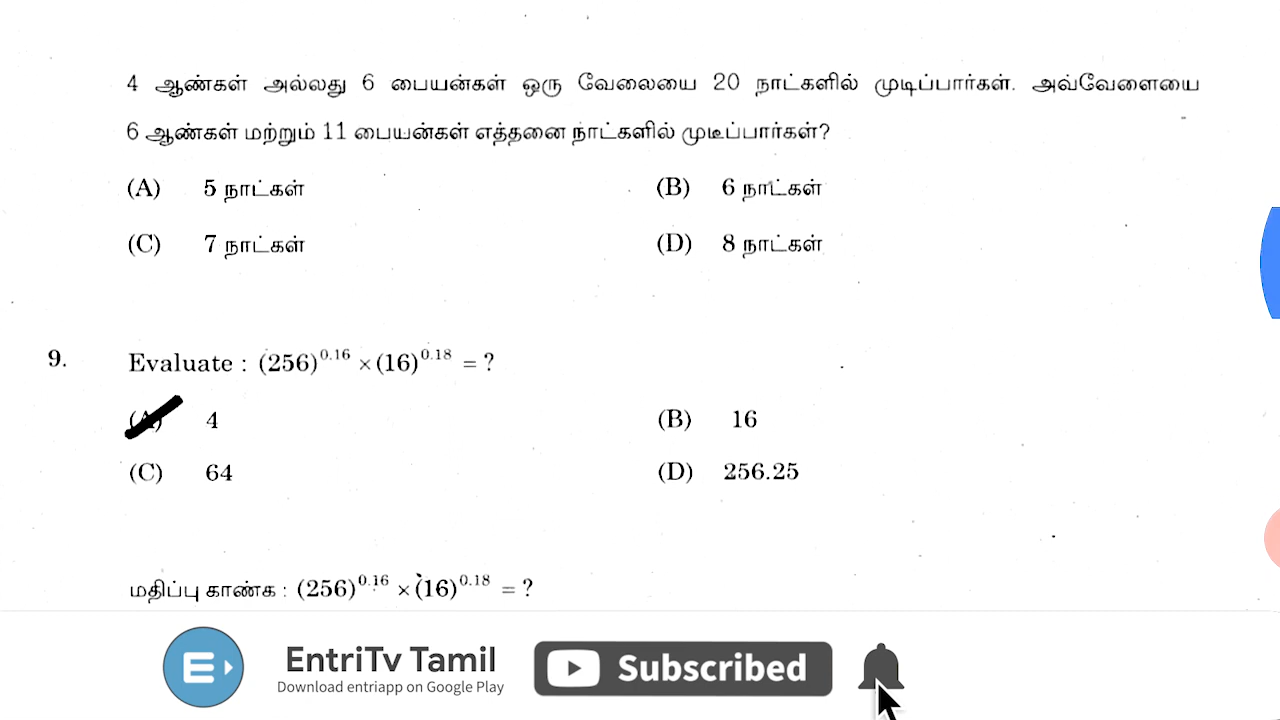 4 ஆண்கள் அல்லது 6 பையன்கள் ஒரு வேலையை 20 நாட்களில் முடிப்பார்கள். அவ்வேளையை
6 ஆண்கள் மற்றும் 11 பையன்கள் எத்தனை நாட்களில் முடீப்பார்கள்?
(A) 5 நாட்கள் (B) 6 நாட்கள்
(C) 7 நாட்கள் (D) 8 நாட்கள்
9. Evaluate : (256)^0.16 × (16)^0.18 = ?
(A) 4 (B) 16
(C) 64 (D) 256.25
மதிப்பு காண்க : (256)^0.16 × (16)^0.18 = ?
EntriTv Tamil
Download entriapp on Google Play
Subscribed